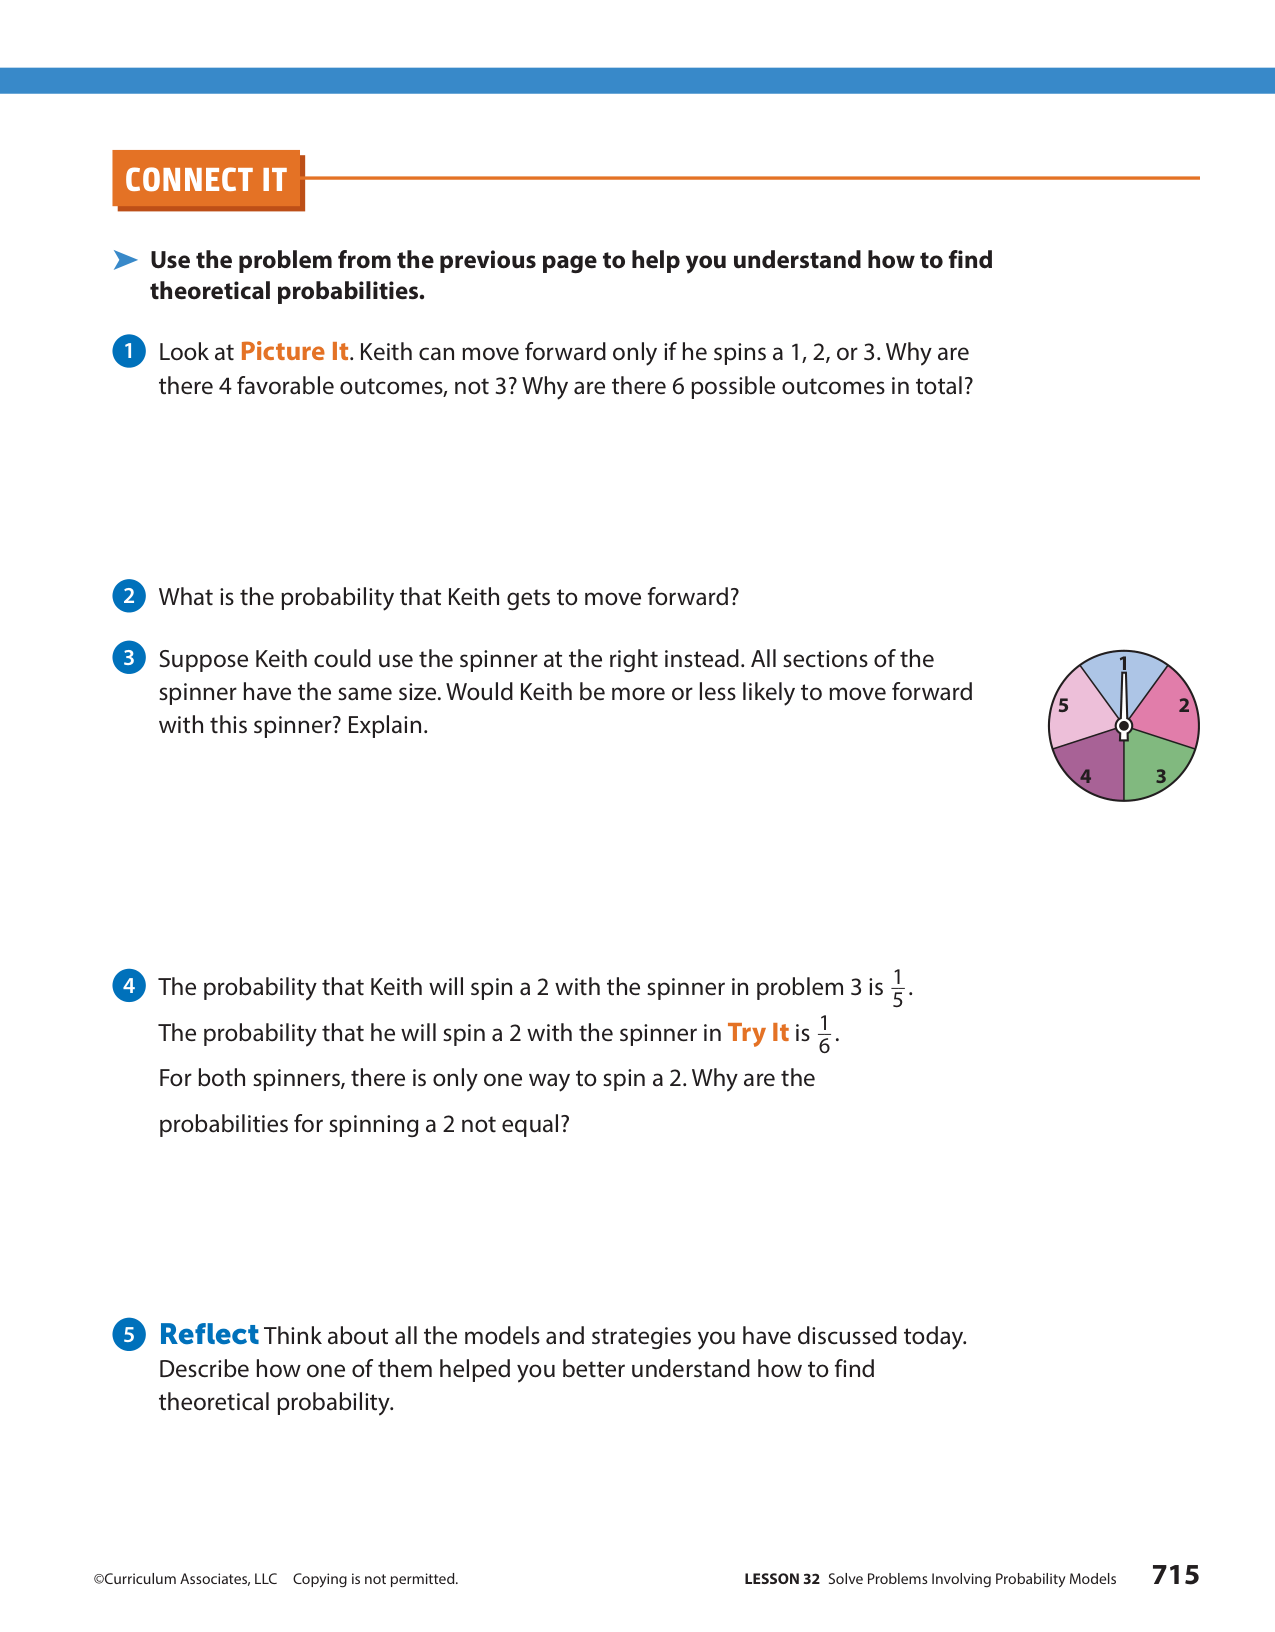 CONNECT IT
Use the problem from the previous page to help you understand how to find
theoretical probabilities.
1 Look at Picture It. Keith can move forward only if he spins a 1, 2, or 3. Why are
there 4 favorable outcomes, not 3? Why are there 6 possible outcomes in total?
2 What is the probability that Keith gets to move forward?
3 Suppose Keith could use the spinner at the right instead. All sections of the
spinner have the same size. Would Keith be more or less likely to move forward
with this spinner? Explain.
1
5 2
4 3
4 The probability that Keith will spin a 2 with the spinner in problem 3 is 1/5.
The probability that he will spin a 2 with the spinner in Try It is 1/6.
For both spinners, there is only one way to spin a 2. Why are the
probabilities for spinning a 2 not equal?
5 Reflect Think about all the models and strategies you have discussed today.
Describe how one of them helped you better understand how to find
theoretical probability.
©Curriculum Associates, LLC Copying is not permitted. LESSON 32 Solve Problems Involving Probability Models 715